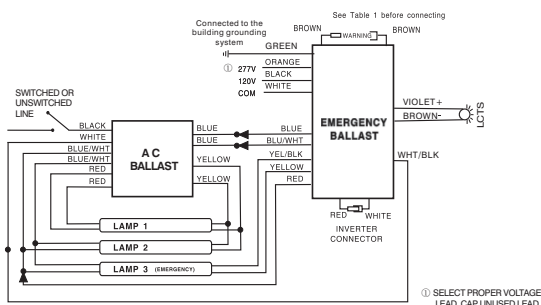 See Table 1 before connecting
Connected to the
building grounding
system
BROWN
WARNING
BROWN
GREEN
① 277V
ORANGE
120V
BLACK
COM
WHITE
SWITCHED OR
UNSWITCHED
LINE
EMERGENCY
BALLAST
VIOLET+
BROWN-
LCTS
BLACK
WHITE
BLUE/WHT
BLUE/WHT
RED
RED
AC
BALLAST
BLUE
BLUE
YELLOW
YELLOW
BLUE
BLU/WHT
YEL/BLK
YELLOW
RED
WHT/BLK
RED
WHITE
INVERTER
CONNECTOR
LAMP 1
LAMP 2
LAMP 3 (EMERGENCY)
① SELECT PROPER VOLTAGE
LEAD, CAP UNUSED LEAD